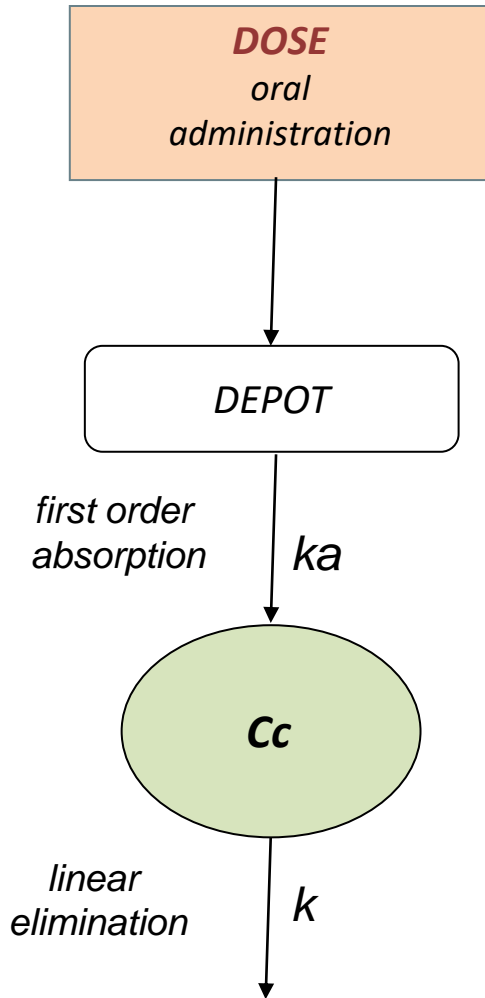 DOSE
oral
administration
DEPOT
first order
absorption
ka
Cc
linear
elimination
k